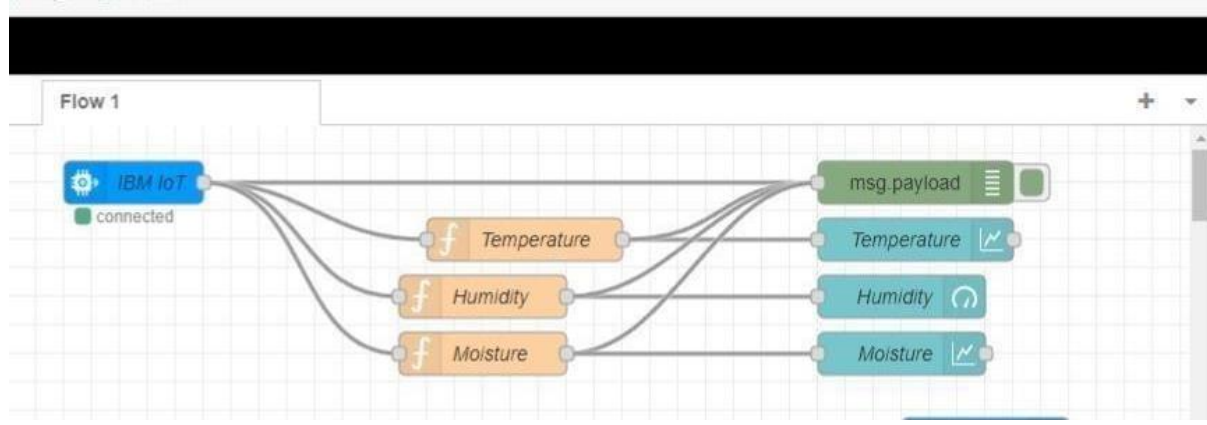 Flow 1
IBM IoT
msg.payload
connected
Temperature
Temperature
Humidity
Humidity
Moisture
Moisture